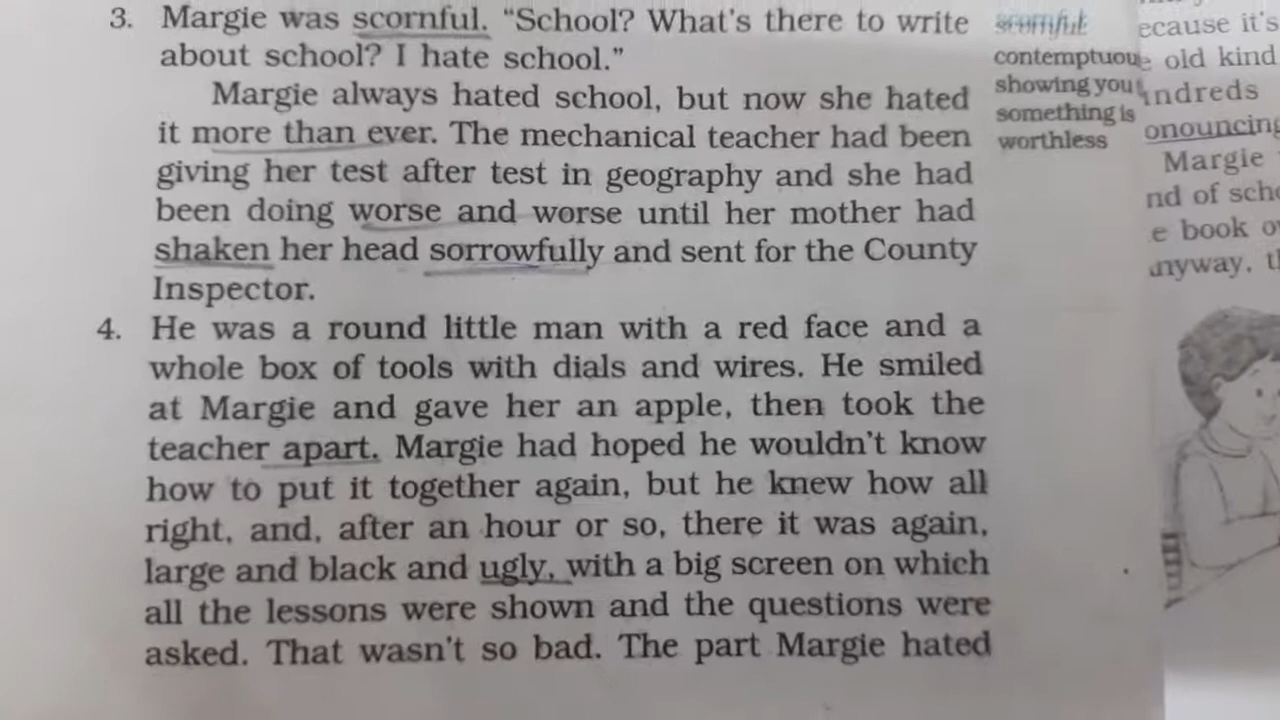 3. Margie was scornful. “School? What’s there to write
about school? I hate school.”
Margie always hated school, but now she hated
it more than ever. The mechanical teacher had been
giving her test after test in geography and she had
been doing worse and worse until her mother had
shaken her head sorrowfully and sent for the County
Inspector.
4. He was a round little man with a red face and a
whole box of tools with dials and wires. He smiled
at Margie and gave her an apple, then took the
teacher apart. Margie had hoped he wouldn’t know
how to put it together again, but he knew how all
right, and, after an hour or so, there it was again,
large and black and ugly, with a big screen on which
all the lessons were shown and the questions were
asked. That wasn’t so bad. The part Margie hated
scornful:
contemptuou
showing you
something is
worthless
ecause it's
old kind
ndreds
onouncing
Margie
nd of sch
e book o
nyway, t